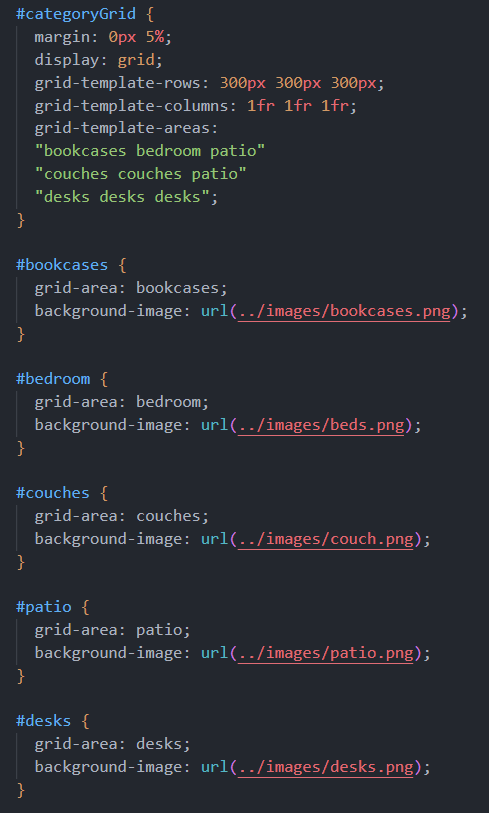 #categoryGrid {
  margin: 0px 5%;
  display: grid;
  grid-template-rows: 300px 300px 300px;
  grid-template-columns: 1fr 1fr 1fr;
  grid-template-areas:
  "bookcases bedroom patio"
  "couches couches patio"
  "desks desks desks";
}

#bookcases {
  grid-area: bookcases;
  background-image: url(../images/bookcases.png);
}

#bedroom {
  grid-area: bedroom;
  background-image: url(../images/beds.png);
}

#couches {
  grid-area: couches;
  background-image: url(../images/couch.png);
}

#patio {
  grid-area: patio;
  background-image: url(../images/patio.png);
}

#desks {
  grid-area: desks;
  background-image: url(../images/desks.png);
}